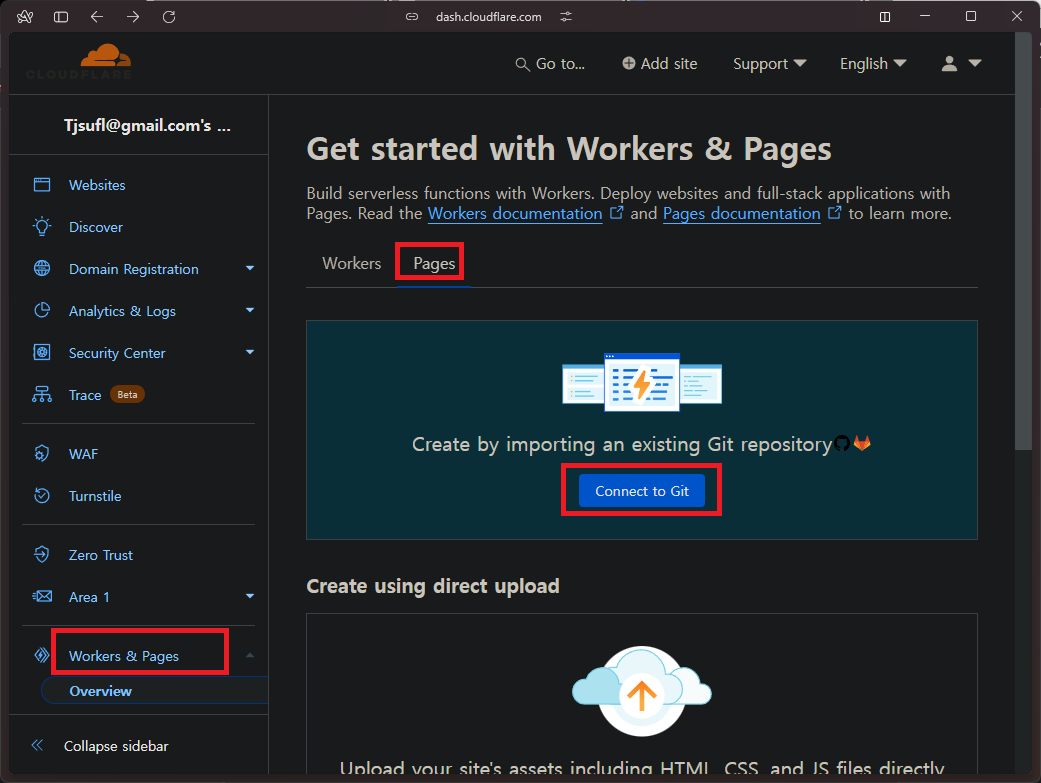 dash.cloudflare.com
CLOUDFLARE
Go to...
Add site
Support
English
Tjsufl@gmail.com's ...
Websites
Discover
Domain Registration
Analytics & Logs
Security Center
Trace Beta
WAF
Turnstile
Zero Trust
Area 1
Workers & Pages
Overview
Collapse sidebar
Get started with Workers & Pages
Build serverless functions with Workers. Deploy websites and full-stack applications with
Pages. Read the Workers documentation and Pages documentation to learn more.
Workers Pages
Create by importing an existing Git repository
Connect to Git
Create using direct upload
Upload your site's assets including HTML, CSS, and JS files directly